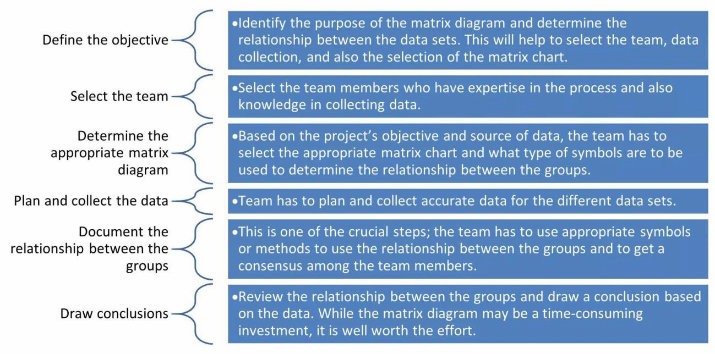 Define the objective
•Identify the purpose of the matrix diagram and determine the
relationship between the data sets. This will help to select the team, data
collection, and also the selection of the matrix chart.
Select the team
•Select the team members who have expertise in the process and also
knowledge in collecting data.
Determine the
appropriate matrix
diagram
•Based on the project's objective and source of data, the team has to
select the appropriate matrix chart and what type of symbols are to be
used to determine the relationship between the groups.
Plan and collect the data
•Team has to plan and collect accurate data for the different data sets.
Document the
relationship between the
groups
•This is one of the crucial steps; the team has to use appropriate symbols
or methods to use the relationship between the groups and to get a
consensus among the team members.
Draw conclusions
•Review the relationship between the groups and draw a conclusion based
on the data. While the matrix diagram may be a time-consuming
investment, it is well worth the effort.